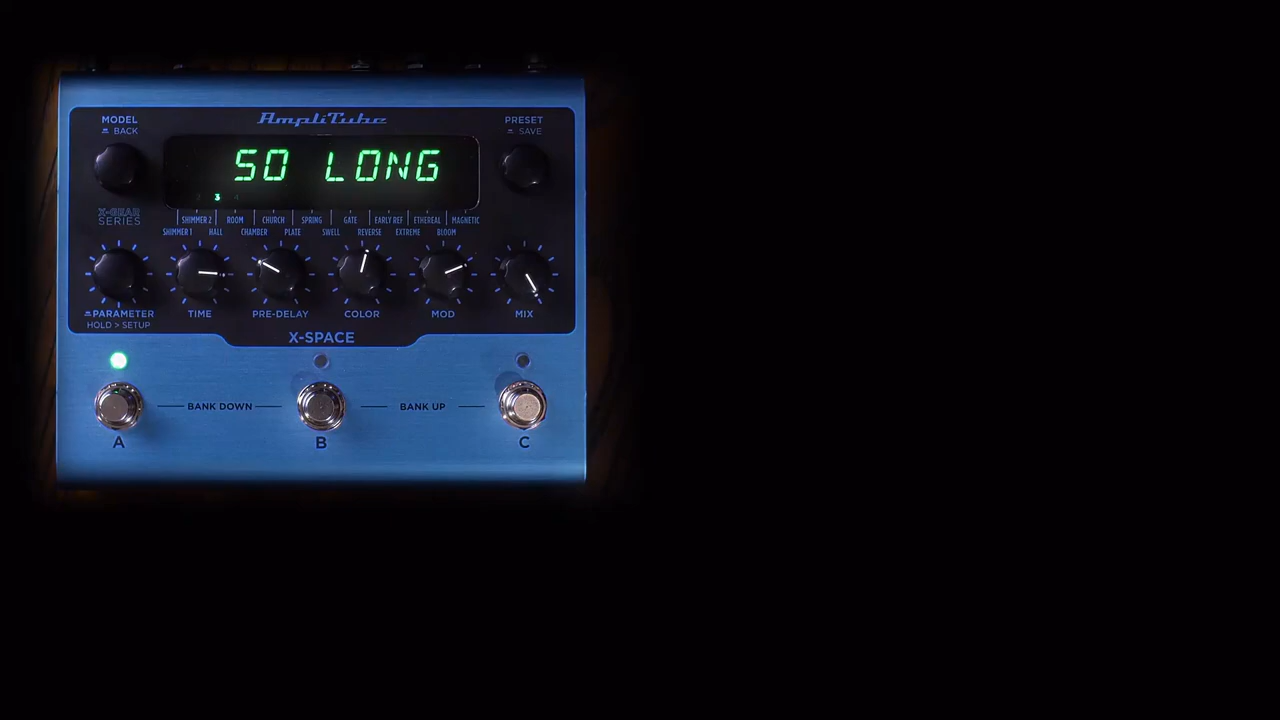 MODEL
BACK
AmpliTube
PRESET
SAVE
SO LONG
3
X-GEAR
SERIES
SHIMMER 2 ROOM CHURCH SPRING GATE EARLY REF ETHEREAL MAGNETIC
SHIMMER 1 HALL CHAMBER PLATE SWELL REVERSE EXTREME BLOOM
PARAMETER TIME PRE-DELAY COLOR MOD MIX
HOLD > SETUP
X-SPACE
BANK DOWN BANK UP
A B C